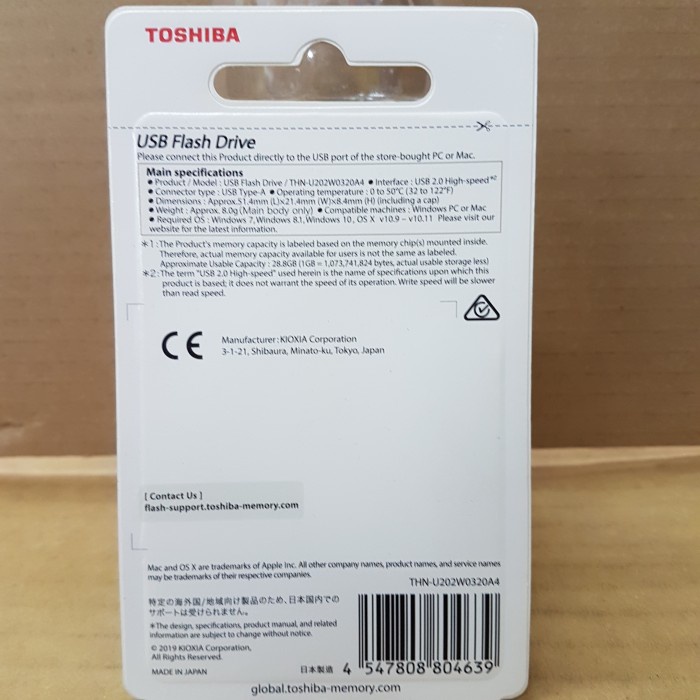 TOSHIBA
USB Flash Drive
Please connect this Product directly to the USB port of the store-bought PC or Mac.
Main specifications
● Product / Model : USB Flash Drive / THN-U202W0320A4 ● Interface : USB 2.0 High-speed*2
● Connector type : USB Type-A ● Operating temperature : 0 to 50°C (32 to 122°F)
● Dimensions : Approx.51.4mm (L)x21.4mm (W)x8.4mm (H) (including a cap)
● Weight : Approx. 8.0g (Main body only) ● Compatible machines : Windows PC or Mac
● Required OS : Windows 7, Windows 8.1, Windows 10, OS X v10.9 – v10.11 Please visit our
website for the latest information.
*1 : The Product's memory capacity is labeled based on the memory chip(s) mounted inside.
Therefore, actual memory capacity available for users is not the same as labeled.
Approximate Usable Capacity : 28.8GB (1GB = 1,073,741,824 bytes, actual usable storage less)
*2 : The term "USB 2.0 High-speed" used herein is the name of specifications upon which this
product is based; it does not warrant the speed of its operation. Write speed will be slower
than read speed.
CE
Manufacturer : KIOXIA Corporation
3-1-21, Shibaura, Minato-ku, Tokyo, Japan
[ Contact Us ]
flash-support.toshiba-memory.com
Mac and OS X are trademarks of Apple Inc. All other company names, product names, and service names
may be trademarks of their respective companies.
THN-U202W0320A4
特定の海外国/地域向け製品のため、日本国内での
サポートは受けられません。
*The design, specifications, product manual, and related
information are subject to change without notice.
© 2019 KIOXIA Corporation,
All Rights Reserved.
MADE IN JAPAN
日本製造
4 547808 804639
global.toshiba-memory.com